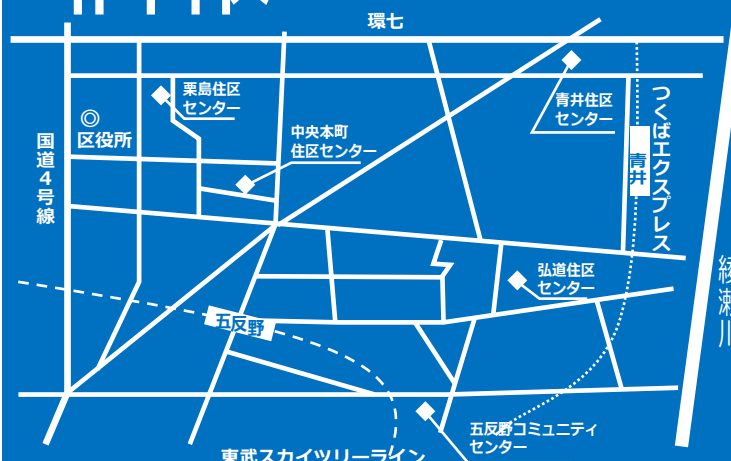 環七
栗島住区
センター
青井住区
センター
◎
区役所
中央本町
住区センター
国道4号線
つくばエクスプレス
青井
弘道住区
センター
綾瀬川
五反野
五反野コミュニティ
センター
東武スカイツリーライン